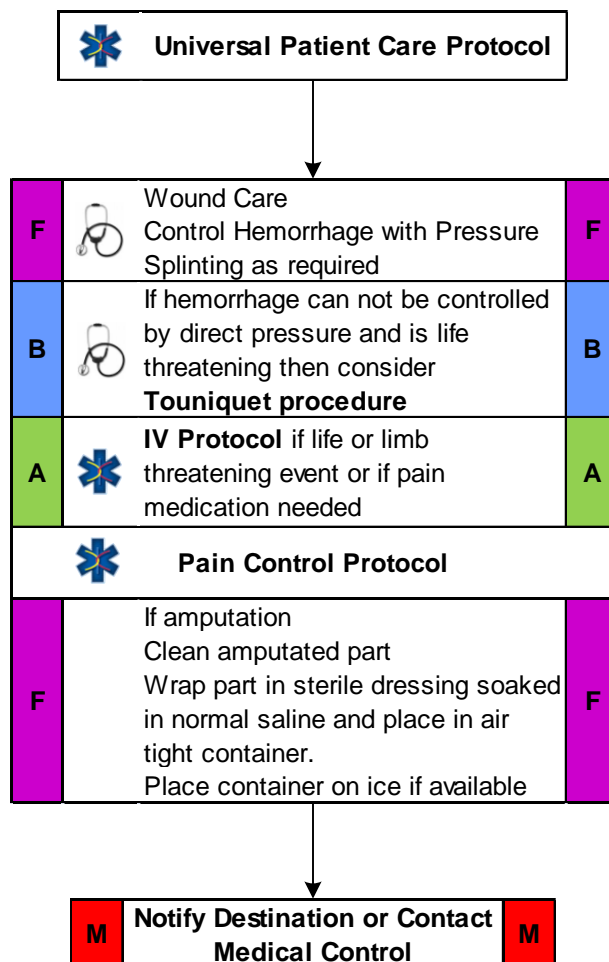 Universal Patient Care Protocol
F
Wound Care
Control Hemorrhage with Pressure
Splinting as required
F
B
If hemorrhage can not be controlled
by direct pressure and is life
threatening then consider
Touniquet procedure
B
A
IV Protocol if life or limb
threatening event or if pain
medication needed
A
Pain Control Protocol
F
If amputation
Clean amputated part
Wrap part in sterile dressing soaked
in normal saline and place in air
tight container.
Place container on ice if available
F
M
Notify Destination or Contact
Medical Control
M